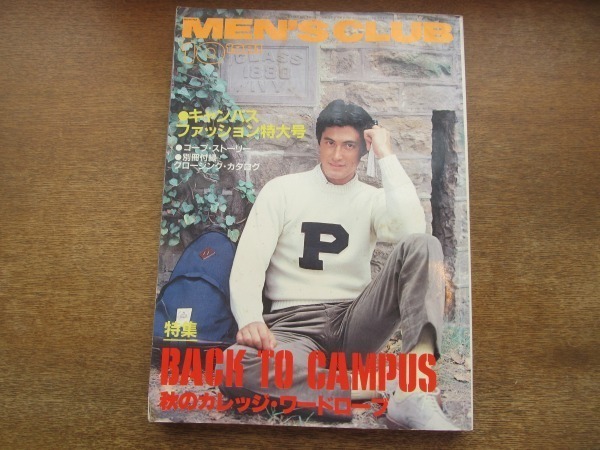 MEN'S CLUB
10
CLASS
1880
IVY
●キャンパス
ファッション特大号
●コープ・ストーリー
●別冊付録
クロージング・カタログ
P
特集
BACK TO CAMPUS
秋のカレッジ・ワードローブ